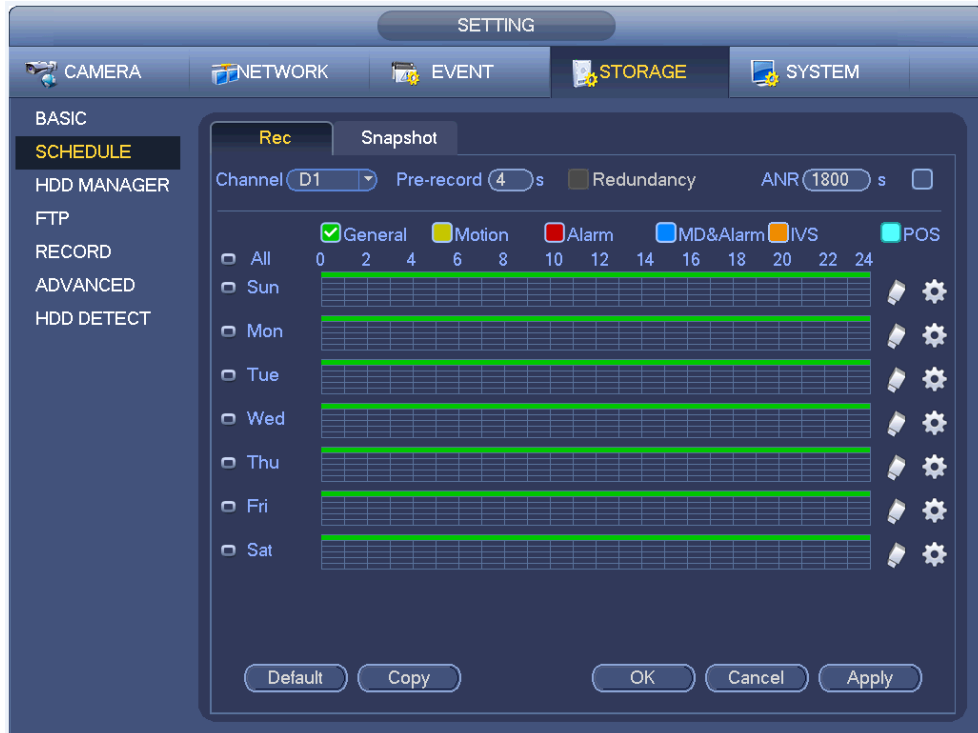 SETTING
CAMERA NETWORK EVENT STORAGE SYSTEM
BASIC
SCHEDULE
HDD MANAGER
FTP
RECORD
ADVANCED
HDD DETECT
Rec Snapshot
Channel D1 Pre-record 4 s Redundancy ANR 1800 s
General Motion Alarm MD&Alarm IVS POS
All 0 2 4 6 8 10 12 14 16 18 20 22 24
Sun
Mon
Tue
Wed
Thu
Fri
Sat
Default Copy OK Cancel Apply